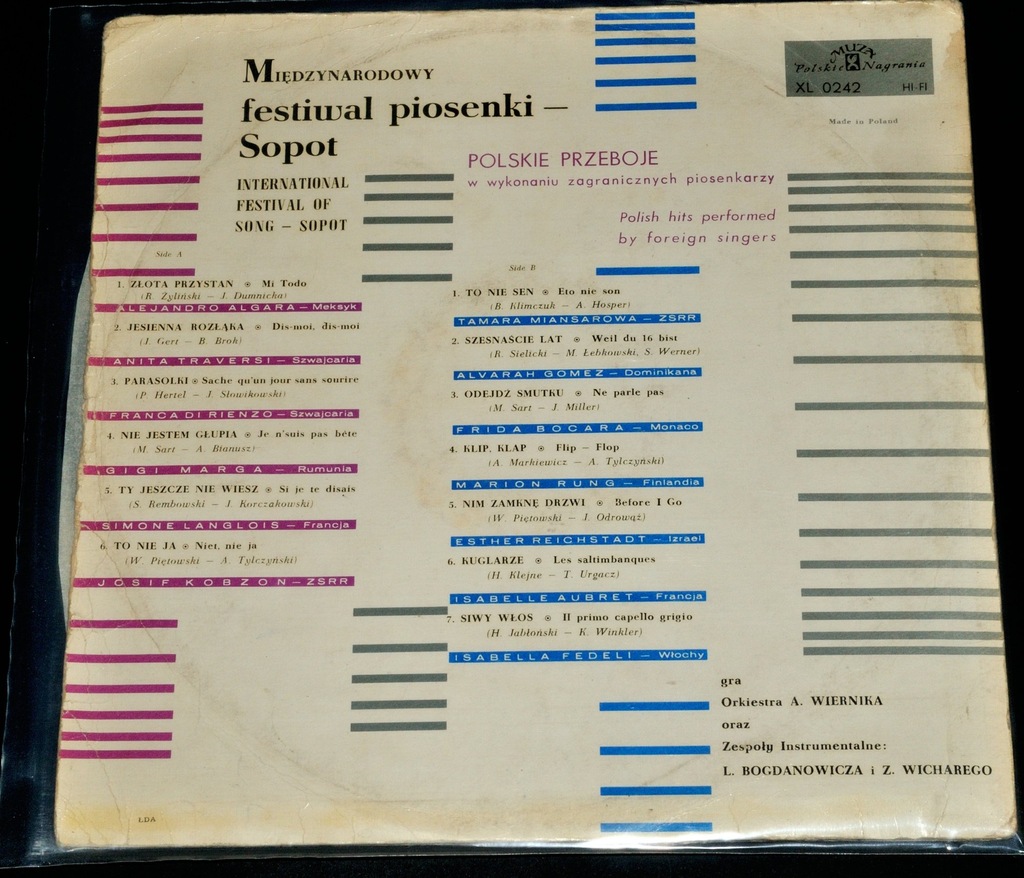 MIĘDZYNARODOWY
festiwal piosenki –
Sopot
INTERNATIONAL
FESTIVAL OF
SONG – SOPOT
MUZA
Polskie Nagrania
XL 0242 HI-FI
Made in Poland
POLSKIE PRZEBOJE
w wykonaniu zagranicznych piosenkarzy
Polish hits performed
by foreign singers
Side A
1. ZŁOTA PRZYSTAN ⊙ Mi Todo
(R. Żyliński – J. Dumnicka)
ALEJANDRO ALGARA – Meksyk
2. JESIENNA ROZŁĄKA ⊙ Dis-moi, dis-moi
(J. Gert – B. Brok)
ANITA TRAVERSI – Szwajcaria
3. PARASOLKI ⊙ Sache qu'un jour sans sourire
(P. Hertel – J. Słowikowski)
FRANCA DI RIENZO – Szwajcaria
4. NIE JESTEM GŁUPIA ⊙ Je n'suis pas bête
(M. Sart – A. Bianusz)
GIGI MARGA – Rumunia
5. TY JESZCZE NIE WIESZ ⊙ Si je te disais
(S. Rembowski – J. Korczakowski)
SIMONE LANGLOIS – Francja
6. TO NIE JA ⊙ Niet, nie ja
(W. Piętowski – A. Tylczyński)
JOSIF KOBZON – ZSRR
Side B
1. TO NIE SEN ⊙ Eto nie son
(B. Klimczuk – A. Hosper)
TAMARA MIANSAROWA – ZSRR
2. SZESNAŚCIE LAT ⊙ Weil du 16 bist
(R. Sielicki – M. Łebkowski, S. Werner)
ALVARAH GOMEZ – Dominikana
3. ODEJDŹ SMUTKU ⊙ Ne parle pas
(M. Sart – J. Miller)
FRIDA BOCARA – Monaco
4. KLIP, KLAP ⊙ Flip – Flop
(A. Markiewicz – A. Tylczyński)
MARION RUNG – Finlandia
5. NIM ZAMKNĘ DRZWI ⊙ Before I Go
(W. Piętowski – J. Odrowąż)
ESTHER REICHSTADT – Izrael
6. KUGLARZE ⊙ Les saltimbanques
(H. Klejne – T. Urgacz)
ISABELLE AUBRET – Francja
7. SIWY WŁOS ⊙ Il primo capello grigio
(H. Jabłoński – K. Winkler)
ISABELLA FEDELI – Włochy
gra
Orkiestra A. WIERNIKA
oraz
Zespoły Instrumentalne:
L. BOGDANOWICZA i Z. WICHAREGO
LDA